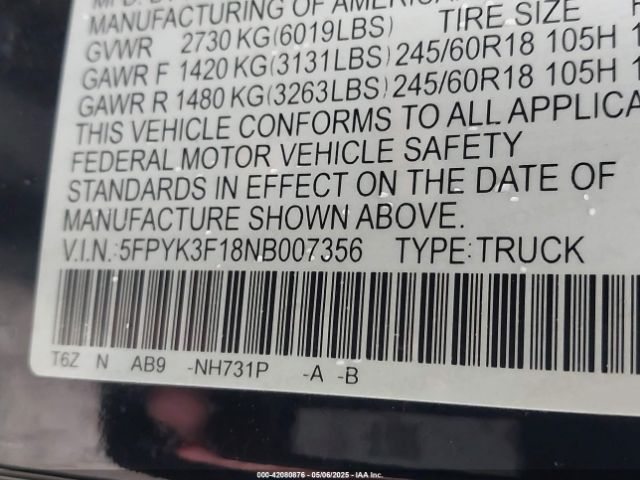 MANUFACTURING OF AMERICA
GVWR 2730 KG(6019LBS) TIRE SIZE
GAWR F 1420 KG(3131LBS) 245/60R18 105H
GAWR R 1480 KG(3263LBS) 245/60R18 105H
THIS VEHICLE CONFORMS TO ALL APPLICA
FEDERAL MOTOR VEHICLE SAFETY
STANDARDS IN EFFECT ON THE DATE OF
MANUFACTURE SHOWN ABOVE.
V.I.N.:5FPYK3F18NB007356 TYPE:TRUCK
T6Z N AB9 -NH731P -A -B
000-42080876 - 05/06/2025 - IAA Inc.